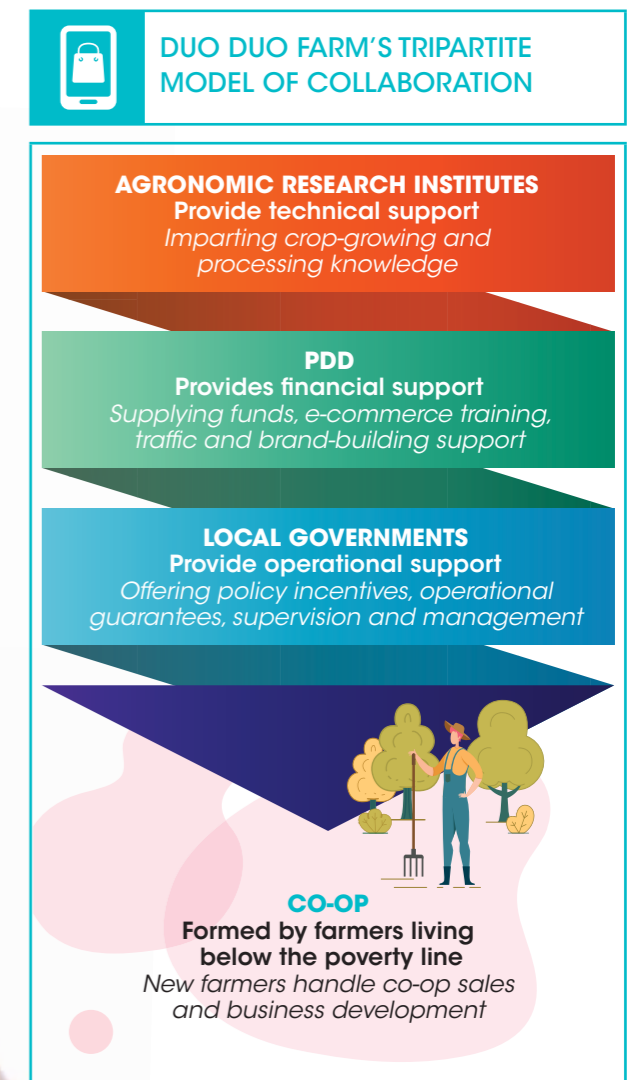 DUO DUO FARM'S TRIPARTITE
MODEL OF COLLABORATION
AGRONOMIC RESEARCH INSTITUTES
Provide technical support
Imparting crop-growing and
processing knowledge
PDD
Provides financial support
Supplying funds, e-commerce training,
traffic and brand-building support
LOCAL GOVERNMENTS
Provide operational support
Offering policy incentives, operational
guarantees, supervision and management
CO-OP
Formed by farmers living
below the poverty line
New farmers handle co-op sales
and business development